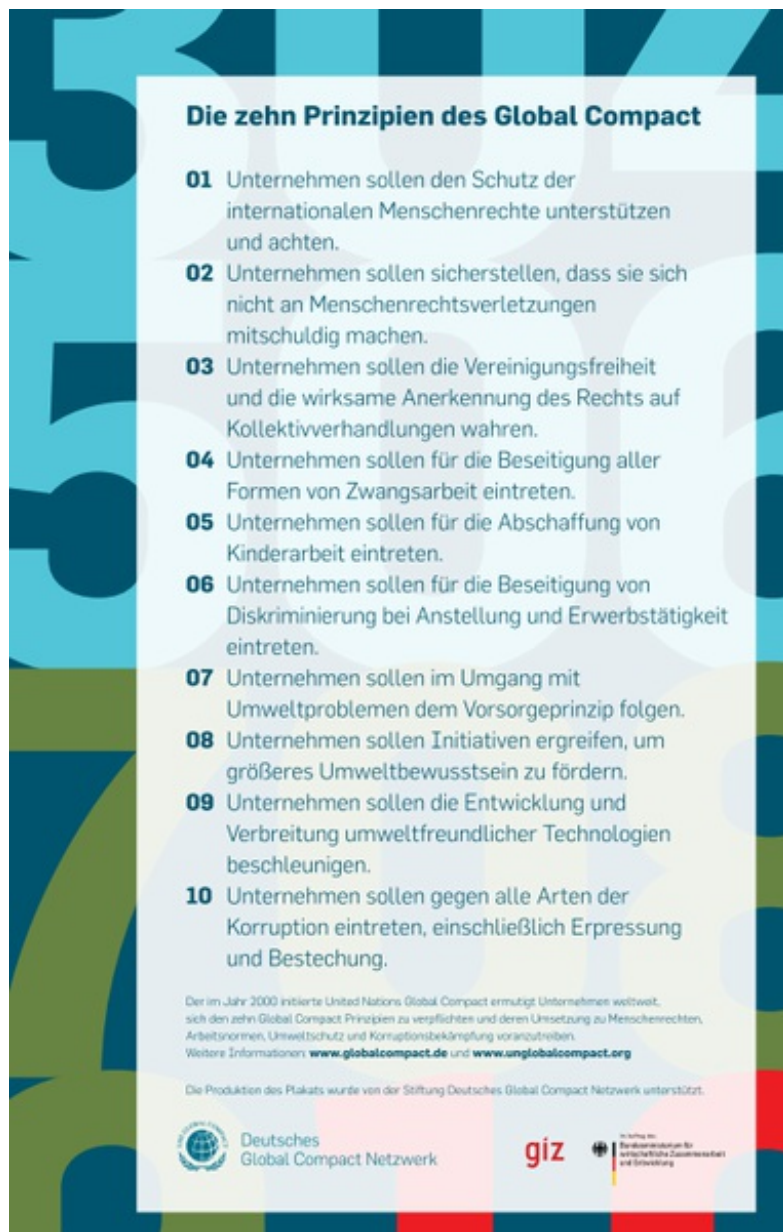 Die zehn Prinzipien des Global Compact
01 Unternehmen sollen den Schutz der
internationalen Menschenrechte unterstützen
und achten.
02 Unternehmen sollen sicherstellen, dass sie sich
nicht an Menschenrechtsverletzungen
mitschuldig machen.
03 Unternehmen sollen die Vereinigungsfreiheit
und die wirksame Anerkennung des Rechts auf
Kollektivverhandlungen wahren.
04 Unternehmen sollen für die Beseitigung aller
Formen von Zwangsarbeit eintreten.
05 Unternehmen sollen für die Abschaffung von
Kinderarbeit eintreten.
06 Unternehmen sollen für die Beseitigung von
Diskriminierung bei Anstellung und Erwerbstätigkeit
eintreten.
07 Unternehmen sollen im Umgang mit
Umweltproblemen dem Vorsorgeprinzip folgen.
08 Unternehmen sollen Initiativen ergreifen, um
größeres Umweltbewusstsein zu fördern.
09 Unternehmen sollen die Entwicklung und
Verbreitung umweltfreundlicher Technologien
beschleunigen.
10 Unternehmen sollen gegen alle Arten der
Korruption eintreten, einschließlich Erpressung
und Bestechung.
Der im Jahr 2000 initiierte United Nations Global Compact ermutigt Unternehmen weltweit,
sich den zehn Global Compact Prinzipien zu verpflichten und deren Umsetzung zu Menschenrechten,
Arbeitsnormen, Umweltschutz und Korruptionsbekämpfung voranzutreiben.
Weitere Informationen: www.globalcompact.de und www.unglobalcompact.org
Die Produktion des Plakats wurde von der Stiftung Deutsches Global Compact Netzwerk unterstützt.
Deutsches
Global Compact Netzwerk
giz
Im Auftrag des
Bundesministerium für
wirtschaftliche Zusammenarbeit
und Entwicklung